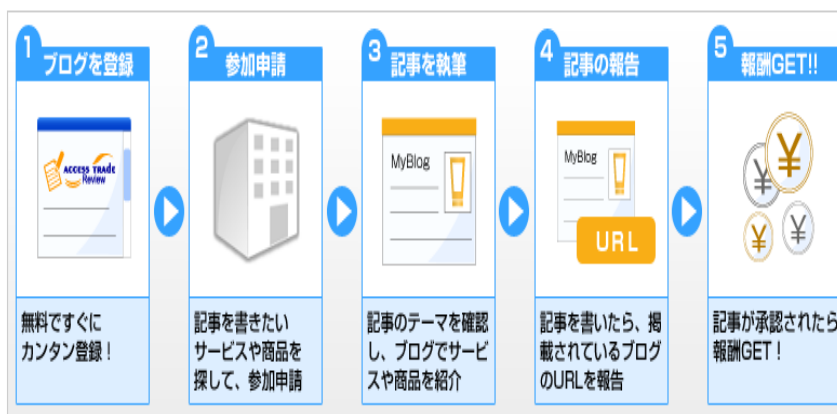 1
ブログを登録
ACCESS TRADE
Review
無料ですぐに
カンタン登録！
2
参加申請
記事を書きたい
サービスや商品を
探して、参加申請
3
記事を執筆
MyBlog
記事のテーマを確認
し、ブログでサービ
スや商品を紹介
4
記事の報告
MyBlog
URL
記事を書いたら、掲
載されているブログ
のURLを報告
5
報酬GET!!
¥
¥
¥
¥
記事が承認されたら
報酬GET！